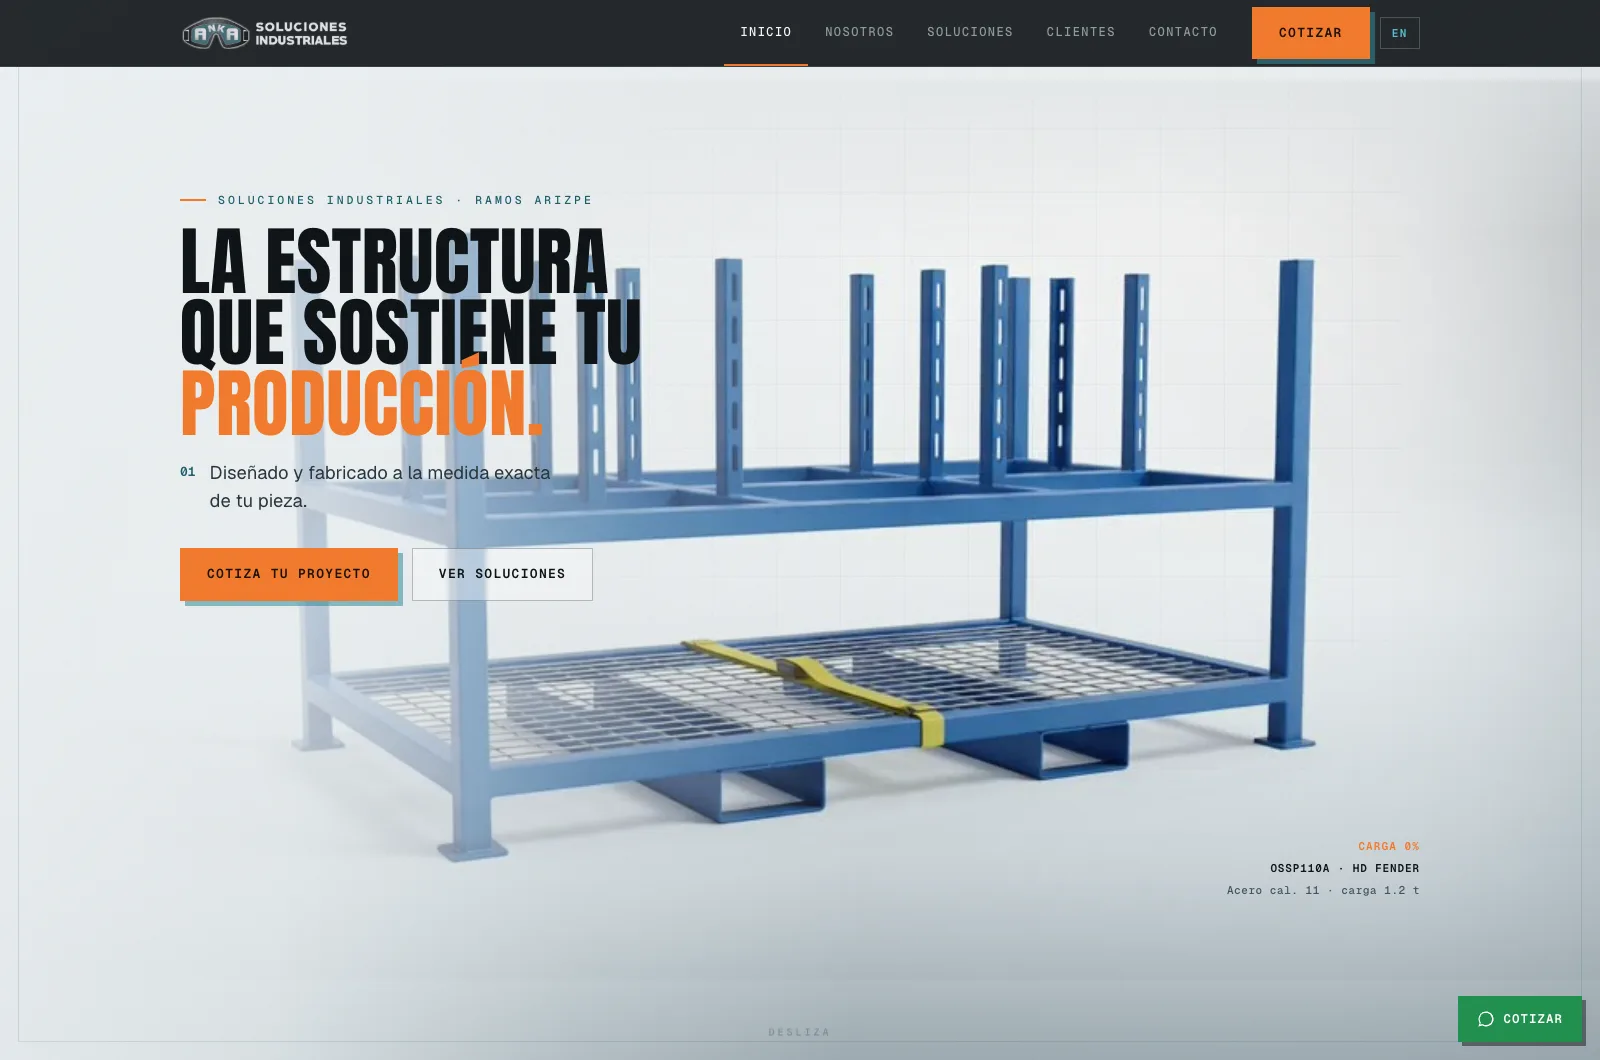 ANKA SOLUCIONES INDUSTRIALES
INICIO NOSOTROS SOLUCIONES CLIENTES CONTACTO COTIZAR EN
SOLUCIONES INDUSTRIALES · RAMOS ARIZPE
LA ESTRUCTURA
QUE SOSTIENE TU
PRODUCCIÓN.
01 Diseñado y fabricado a la medida exacta
de tu pieza.
COTIZA TU PROYECTO VER SOLUCIONES
CARGA 0%
OSSP110A · HD FENDER
Acero cal. 11 · carga 1.2 t
COTIZAR
DESLIZA